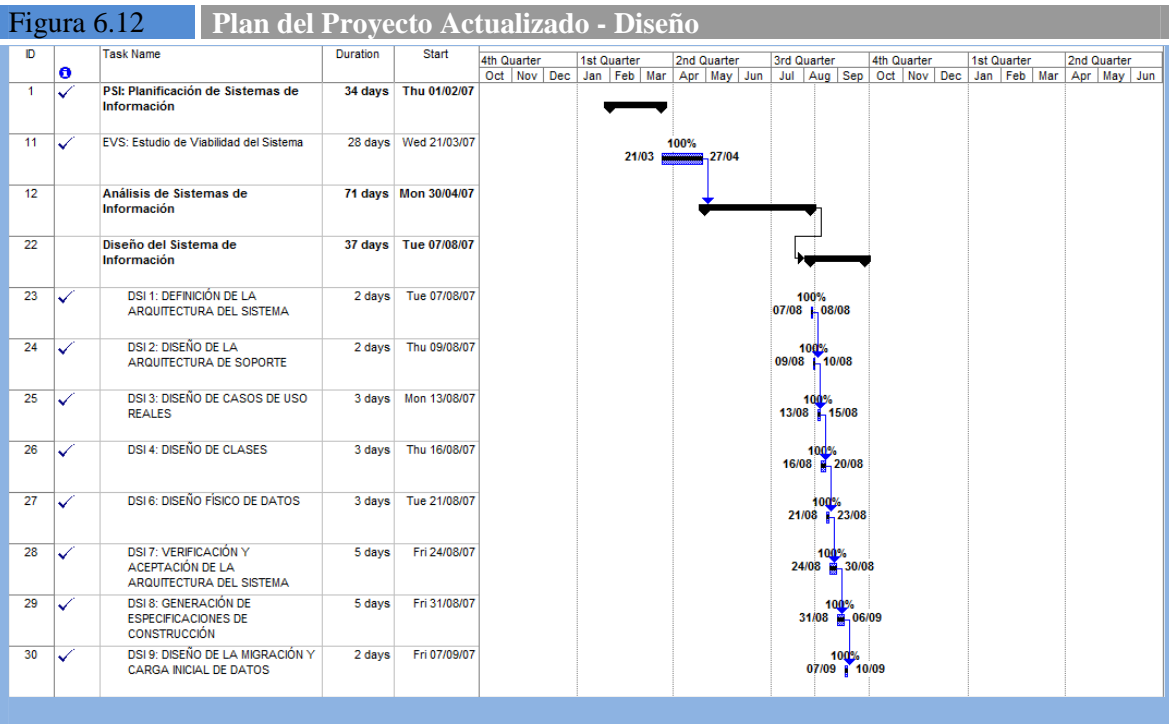 Figura 6.12 Plan del Proyecto Actualizado - Diseño
ID Task Name Duration Start 4th Quarter 1st Quarter 2nd Quarter 3rd Quarter 4th Quarter 1st Quarter 2nd Quarter
Oct Nov Dec Jan Feb Mar Apr May Jun Jul Aug Sep Oct Nov Dec Jan Feb Mar Apr May Jun
1 PSI: Planificación de Sistemas de 34 days Thu 01/02/07
Información
11 EVS: Estudio de Viabilidad del Sistema 28 days Wed 21/03/07 100%
21/03 27/04
12 Análisis de Sistemas de 71 days Mon 30/04/07
Información
22 Diseño del Sistema de 37 days Tue 07/08/07
Información
23 DSI 1: DEFINICIÓN DE LA 2 days Tue 07/08/07 100%
ARQUITECTURA DEL SISTEMA 07/08 08/08
24 DSI 2: DISEÑO DE LA 2 days Thu 09/08/07 100%
ARQUITECTURA DE SOPORTE 09/08 10/08
25 DSI 3: DISEÑO DE CASOS DE USO 3 days Mon 13/08/07 100%
REALES 13/08 15/08
26 DSI 4: DISEÑO DE CLASES 3 days Thu 16/08/07 100%
16/08 20/08
27 DSI 6: DISEÑO FÍSICO DE DATOS 3 days Tue 21/08/07 100%
21/08 23/08
28 DSI 7: VERIFICACIÓN Y 5 days Fri 24/08/07 100%
ACEPTACIÓN DE LA 24/08 30/08
ARQUITECTURA DEL SISTEMA
29 DSI 8: GENERACIÓN DE 5 days Fri 31/08/07 100%
ESPECIFICACIONES DE 31/08 06/09
CONSTRUCCIÓN
30 DSI 9: DISEÑO DE LA MIGRACIÓN Y 2 days Fri 07/09/07 100%
CARGA INICIAL DE DATOS 07/09 10/09